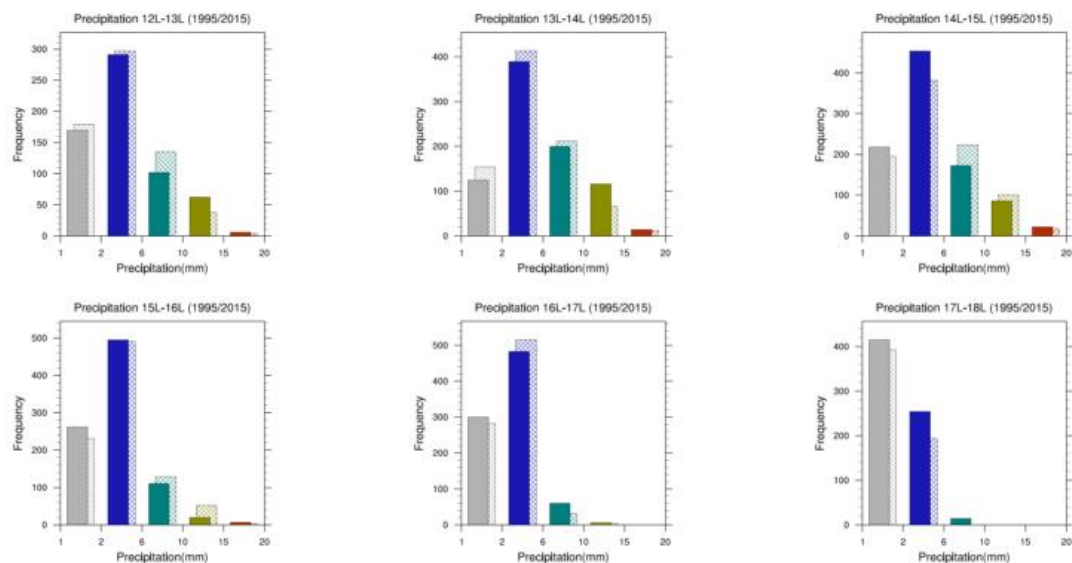 Precipitation 12L-13L (1995/2015)
Frequency
300
250
200
150
100
50
0
1 2 6 10 15 20
Precipitation(mm)
Precipitation 13L-14L (1995/2015)
Frequency
400
300
200
100
0
1 2 6 10 15 20
Precipitation(mm)
Precipitation 14L-15L (1995/2015)
Frequency
400
300
200
100
0
1 2 6 10 15 20
Precipitation(mm)
Precipitation 15L-16L (1995/2015)
Frequency
500
400
300
200
100
0
1 2 6 10 15 20
Precipitation(mm)
Precipitation 16L-17L (1995/2015)
Frequency
500
400
300
200
100
0
1 2 6 10 15 20
Precipitation(mm)
Precipitation 17L-18L (1995/2015)
Frequency
400
300
200
100
0
1 2 6 10 15 20
Precipitation(mm)